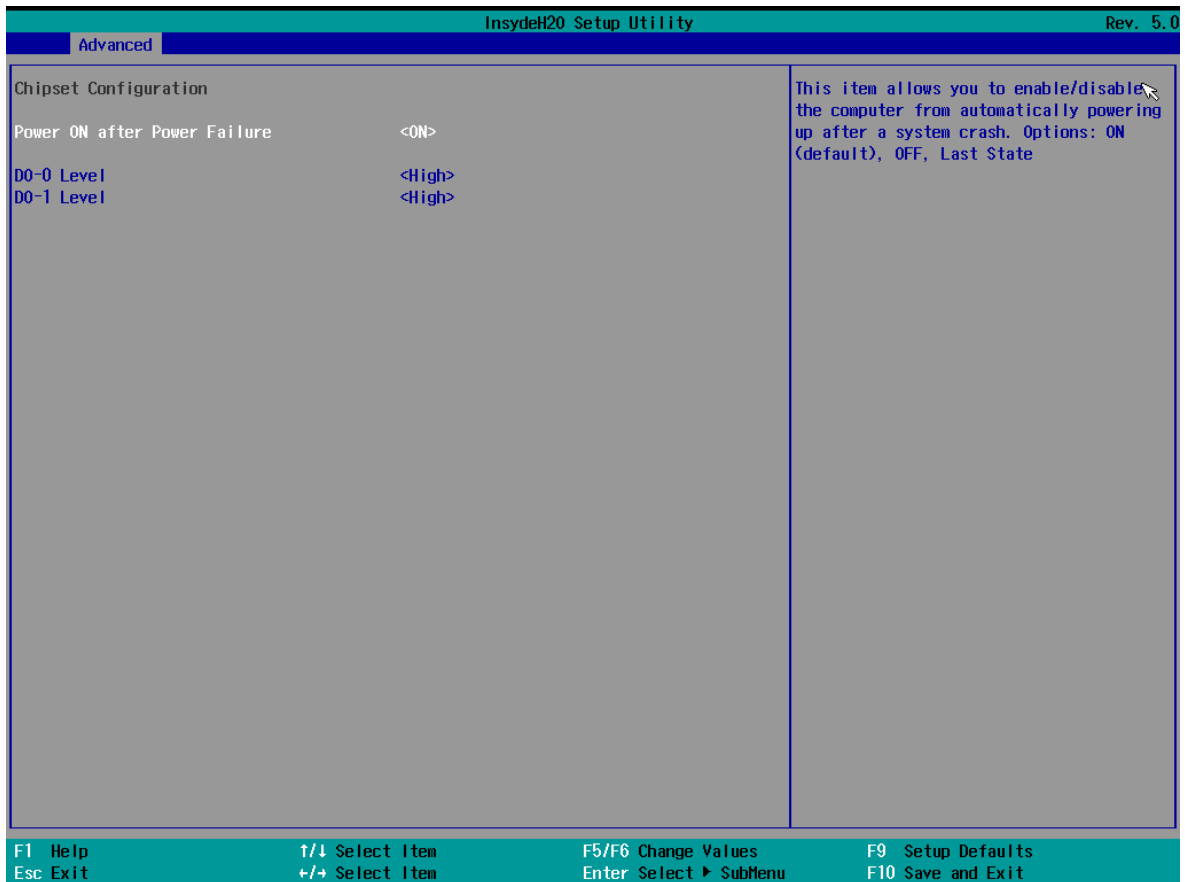 InsydeH20 Setup Utility Rev. 5.0
Advanced
Chipset Configuration
Power ON after Power Failure <ON>
DO-0 Level <High>
DO-1 Level <High>
This item allows you to enable/disable
the computer from automatically powering
up after a system crash. Options: ON
(default), OFF, Last State
F1 Help ↑/↓ Select Item F5/F6 Change Values F9 Setup Defaults
Esc Exit ←/→ Select Item Enter Select ▶ SubMenu F10 Save and Exit